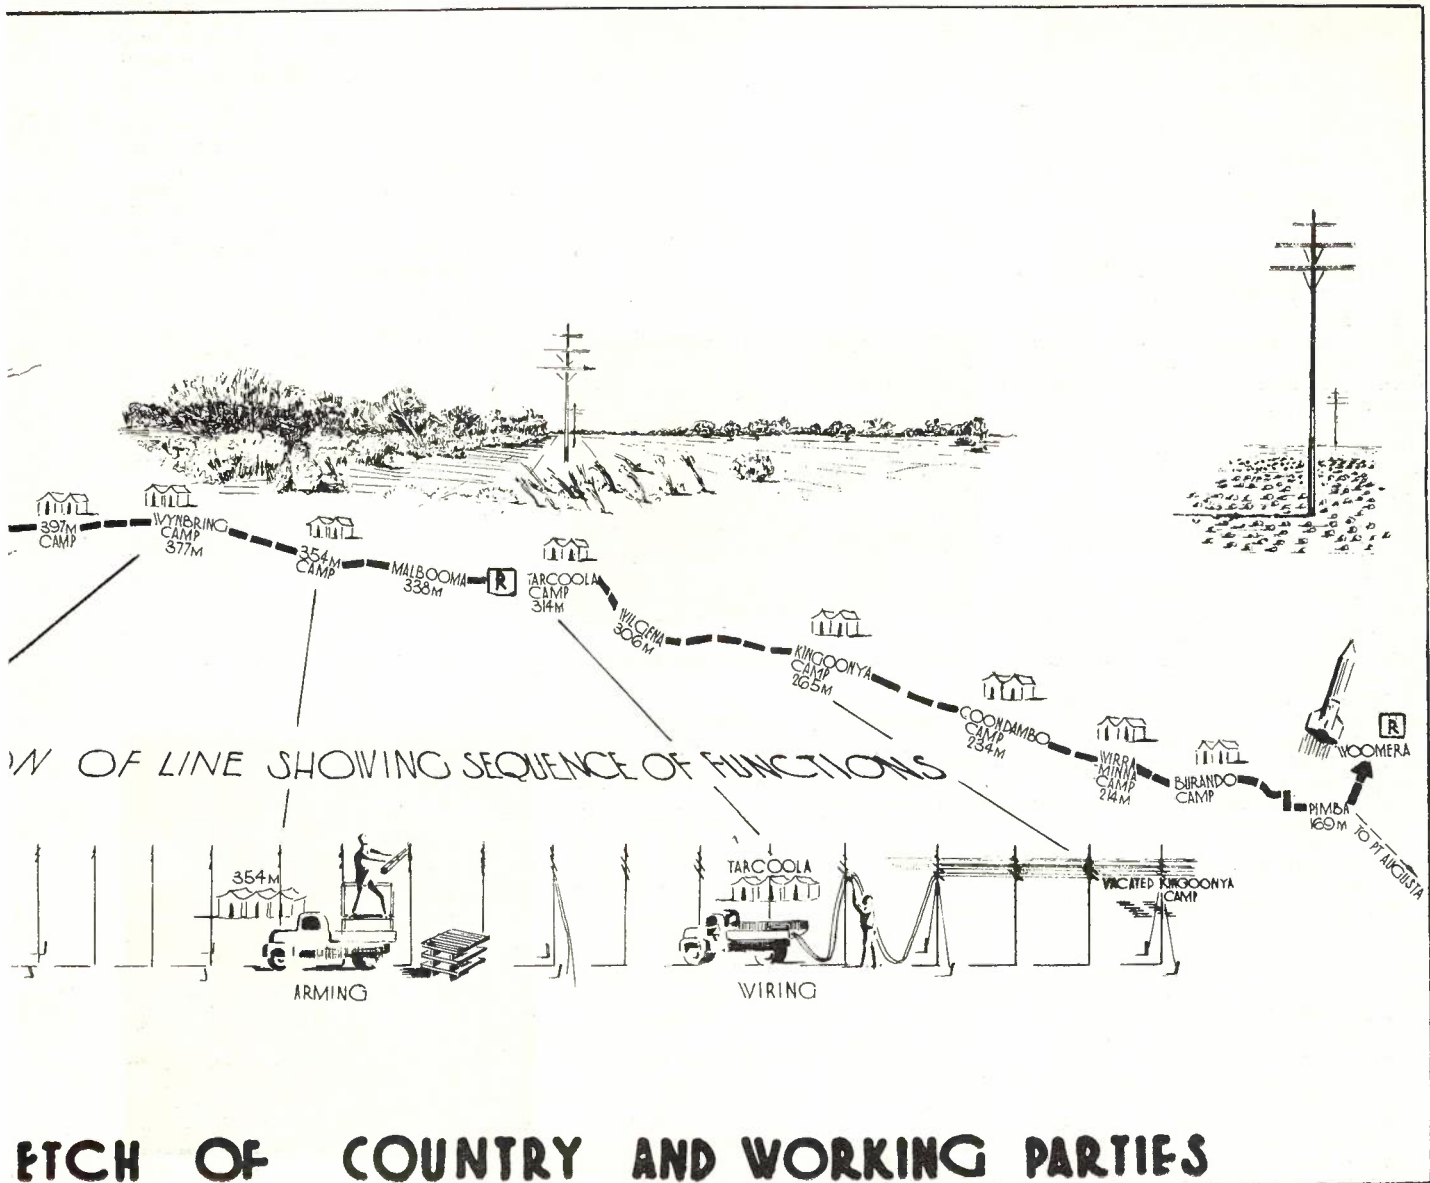 397M
CAMP
WYNBRING
CAMP
377M
354M
CAMP
MALBOOMA
338M
R
TARCOOLA
CAMP
314M
WILGENA
306M
KINGOONYA
CAMP
265M
COONDAMBO
CAMP
234M
WIRRA
-MINNA
CAMP
214M
BURANDO
CAMP
PIMBA
169M
R
WOOMERA
TO PT AUGUSTA
ON OF LINE SHOWING SEQUENCE OF FUNCTIONS
354M
ARMING
TARCOOLA
WIRING
VACATED KINGOONYA
CAMP
ETCH OF COUNTRY AND WORKING PARTIES